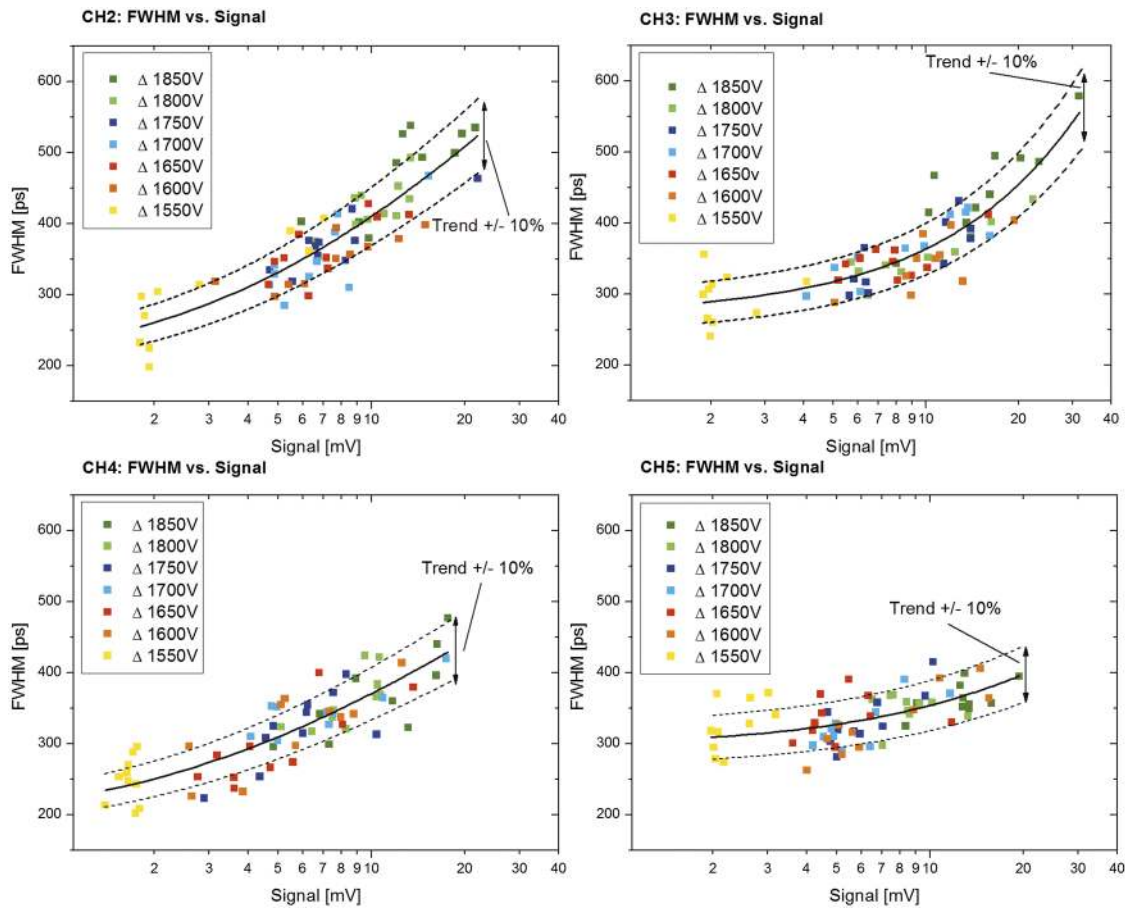 CH2: FWHM vs. Signal
FWHM [ps]
600
500
400
300
200
Δ 1850V
Δ 1800V
Δ 1750V
Δ 1700V
Δ 1650V
Δ 1600V
Δ 1550V
Trend +/- 10%
2 3 4 5 6 7 8 9 10 20 30 40
Signal [mV]
CH3: FWHM vs. Signal
FWHM [ps]
600
500
400
300
200
Δ 1850V
Δ 1800V
Δ 1750V
Δ 1700V
Δ 1650v
Δ 1600V
Δ 1550V
Trend +/- 10%
2 3 4 5 6 7 8 9 10 20 30 40
Signal [mV]
CH4: FWHM vs. Signal
FWHM [ps]
600
500
400
300
200
Δ 1850V
Δ 1800V
Δ 1750V
Δ 1700V
Δ 1650V
Δ 1600V
Δ 1550V
Trend +/- 10%
2 3 4 5 6 7 8 9 10 20 30 40
Signal [mV]
CH5: FWHM vs. Signal
FWHM [ps]
600
500
400
300
200
Δ 1850V
Δ 1800V
Δ 1750V
Δ 1700V
Δ 1650V
Δ 1600V
Δ 1550V
Trend +/- 10%
2 3 4 5 6 7 8 9 10 20 30 40
Signal [mV]